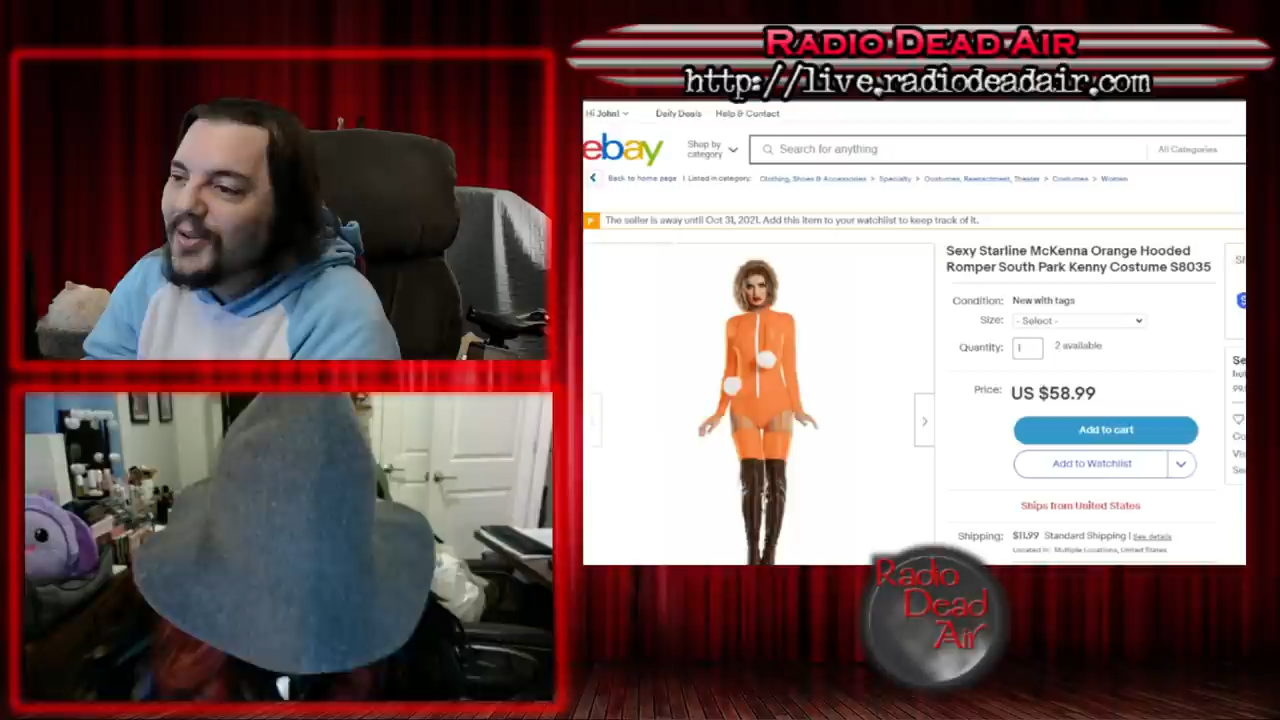 RADIO DEAD AIR
http://live.radiodeadair.com
Hi John!
Daily Deals
Help & Contact
ebay
Shop by category
Search for anything
All Categories
Back to home page
Listed in category:
Clothing, Shoes & Accessories > Specialty > Costumes, Reenactment, Theater > Costumes > Women
The seller is away until Oct 31, 2021. Add this item to your watchlist to keep track of it.
Sexy Starline McKenna Orange Hooded
Romper South Park Kenny Costume S8035
Condition: New with tags
Size: - Select -
Quantity: 1 2 available
Price: US $58.99
Add to cart
Add to Watchlist
Ships from United States
Shipping: $11.99 Standard Shipping | See details
Located in: Multiple Locations, United States
Radio
Dead
Air